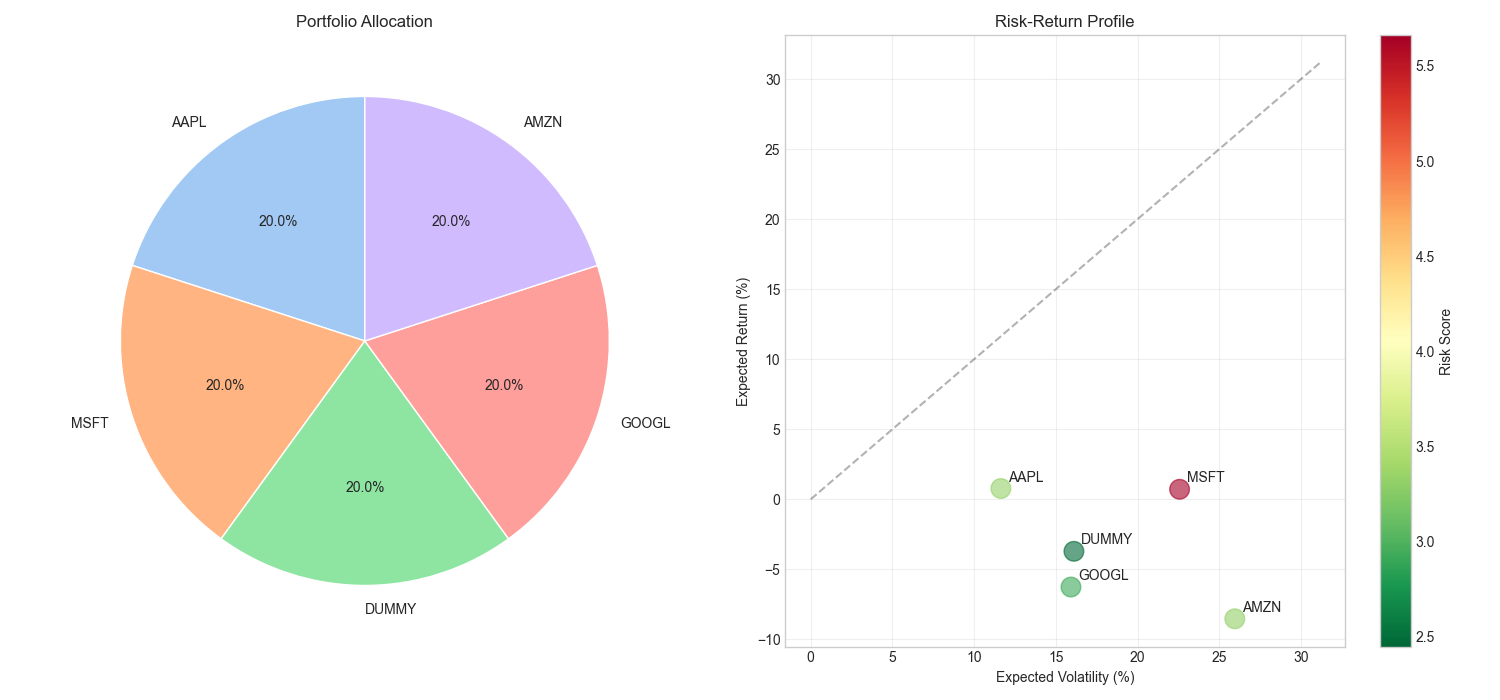 Portfolio Allocation
AAPL
AMZN
20.0%
20.0%
20.0%
20.0%
MSFT
GOOGL
20.0%
DUMMY
Risk-Return Profile
30
25
20
15
10
5
0
−5
−10
Expected Return (%)
AAPL
MSFT
DUMMY
GOOGL
AMZN
0 5 10 15 20 25 30
Expected Volatility (%)
5.5
5.0
4.5
4.0
3.5
3.0
2.5
Risk Score